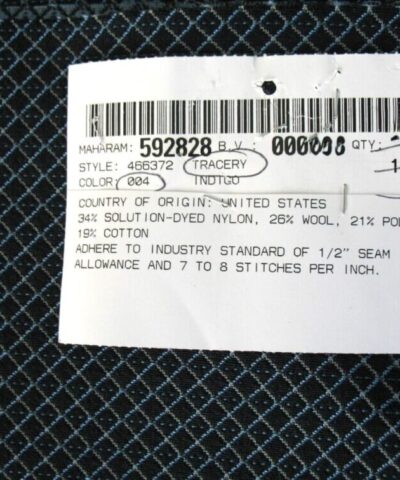 MAHARAM: 592828 B.V.: 000008 QTY:
STYLE: 466372 TRACERY
COLOR: 004 INDIGO
COUNTRY OF ORIGIN: UNITED STATES
34% SOLUTION-DYED NYLON, 26% WOOL, 21%
19% COTTON
ADHERE TO INDUSTRY STANDARD OF 1/2" SEAM
ALLOWANCE AND 7 TO 8 STITCHES PER INCH.